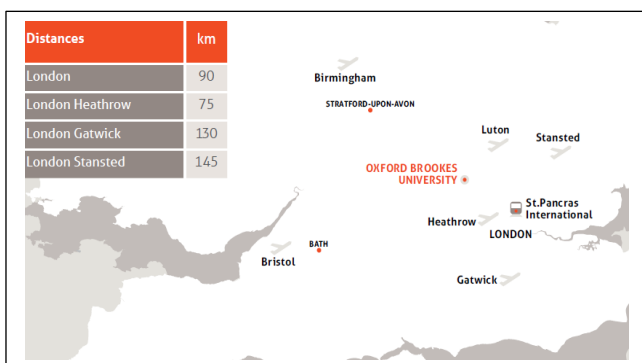 Distances km
London 90
London Heathrow 75
London Gatwick 130
London Stansted 145
Birmingham
STRATFORD-UPON-AVON
Luton
Stansted
OXFORD BROOKES
UNIVERSITY
St.Pancras
International
Heathrow
LONDON
BATH
Bristol
Gatwick